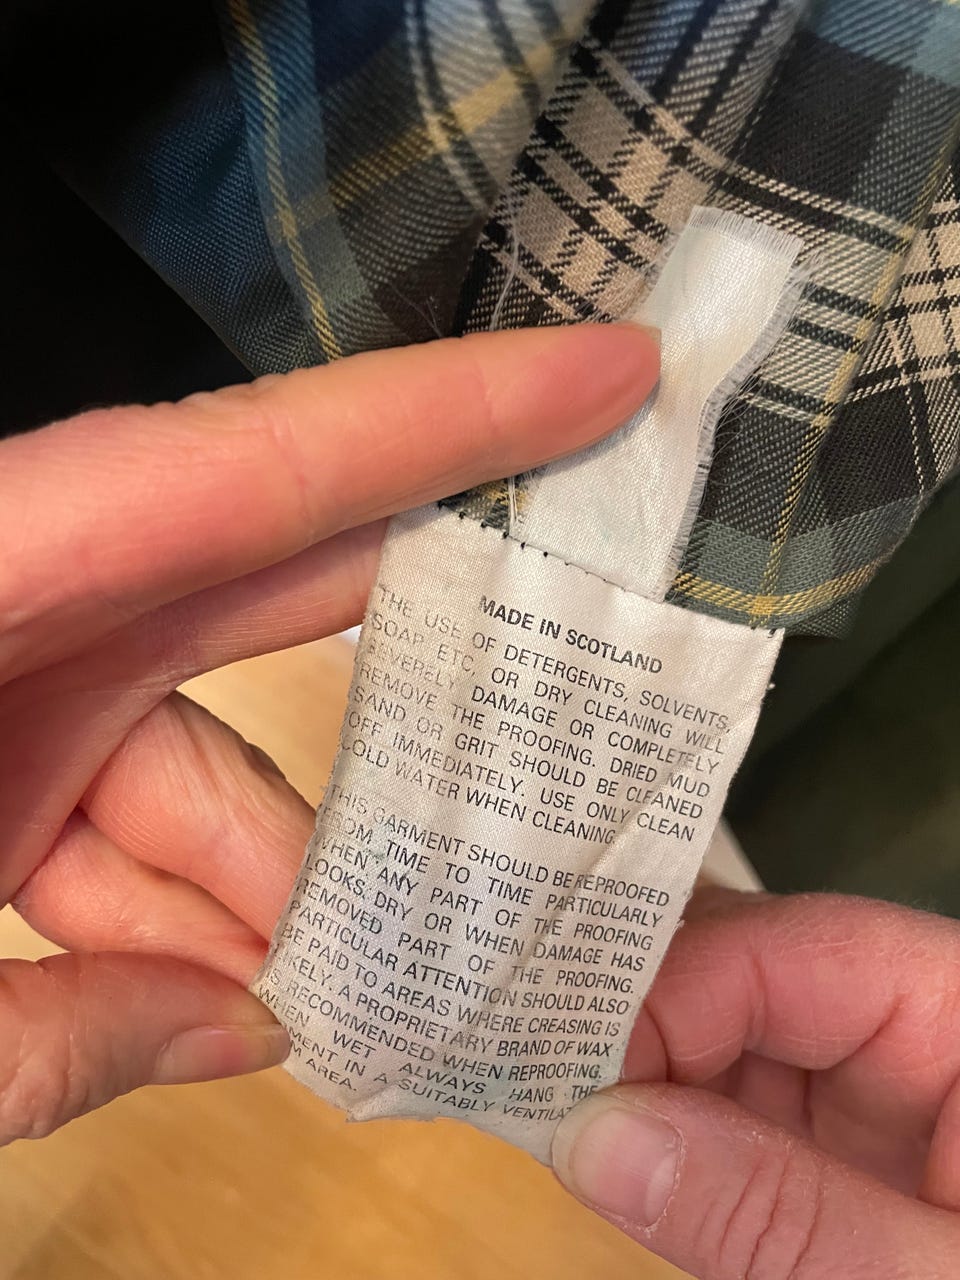 MADE IN SCOTLAND
THE USE OF DETERGENTS, SOLVENTS,
SOAP ETC, OR DRY CLEANING WILL
SEVERELY DAMAGE OR COMPLETELY
REMOVE THE PROOFING. DRIED MUD
SAND OR GRIT SHOULD BE CLEANED
OFF IMMEDIATELY. USE ONLY CLEAN
COLD WATER WHEN CLEANING.
THIS GARMENT SHOULD BE REPROOFED
FROM TIME TO TIME PARTICULARLY
WHEN ANY PART OF THE PROOFING
LOOKS, DRY OR WHEN DAMAGE HAS
REMOVED PART OF THE PROOFING.
PARTICULAR ATTENTION SHOULD ALSO
BE PAID TO AREAS WHERE CREASING IS
LIKELY. A PROPRIETARY BRAND OF WAX
IS RECOMMENDED WHEN REPROOFING.
WHEN WET ALWAYS HANG THE
MENT IN A SUITABLY VENTILAT
M AREA.